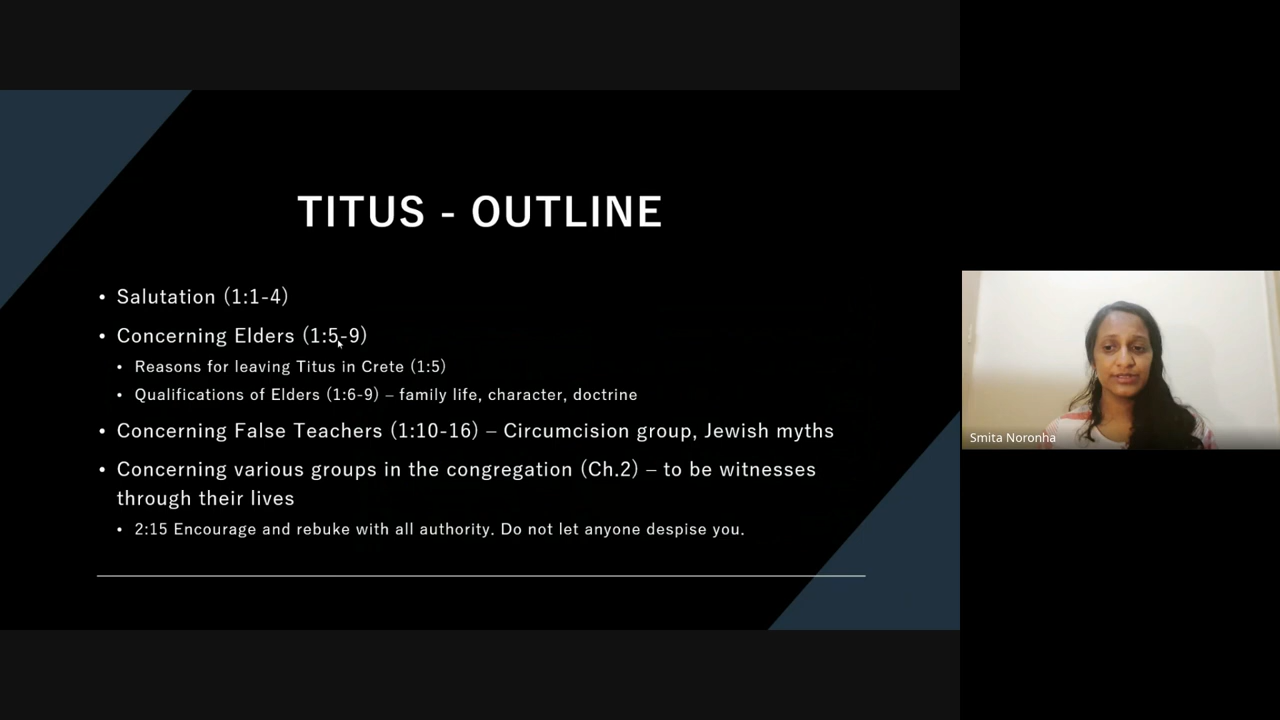 TITUS - OUTLINE
• Salutation (1:1-4)
• Concerning Elders (1:5-9)
• Reasons for leaving Titus in Crete (1:5)
• Qualifications of Elders (1:6-9) – family life, character, doctrine
• Concerning False Teachers (1:10-16) – Circumcision group, Jewish myths
• Concerning various groups in the congregation (Ch.2) – to be witnesses
through their lives
• 2:15 Encourage and rebuke with all authority. Do not let anyone despise you.
Smita Noronha